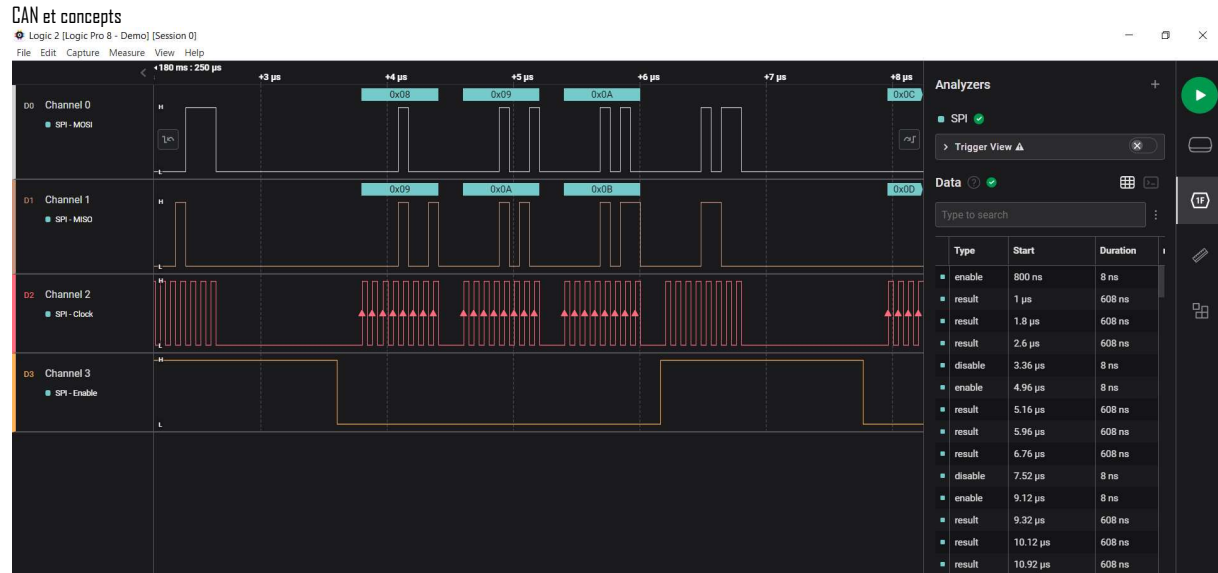 CAN et concepts
Logic 2 [Logic Pro 8 - Demo] [Session 0]
File Edit Capture Measure View Help
180 ms : 250 µs
+3 µs +4 µs +5 µs +6 µs +7 µs +8 µs
D0 Channel 0
SPI - MOSI
H
L
0x08 0x09 0x0A 0x0C
D1 Channel 1
SPI - MISO
H
L
0x09 0x0A 0x0B 0x0D
D2 Channel 2
SPI - Clock
H
L
D3 Channel 3
SPI - Enable
H
L
Analyzers
SPI
Trigger View
Data
Type to search
1F
Type Start Duration
enable 800 ns 8 ns
result 1 µs 608 ns
result 1.8 µs 608 ns
result 2.6 µs 608 ns
disable 3.36 µs 8 ns
enable 4.96 µs 8 ns
result 5.16 µs 608 ns
result 5.96 µs 608 ns
result 6.76 µs 608 ns
disable 7.52 µs 8 ns
enable 9.12 µs 8 ns
result 9.32 µs 608 ns
result 10.12 µs 608 ns
result 10.92 µs 608 ns